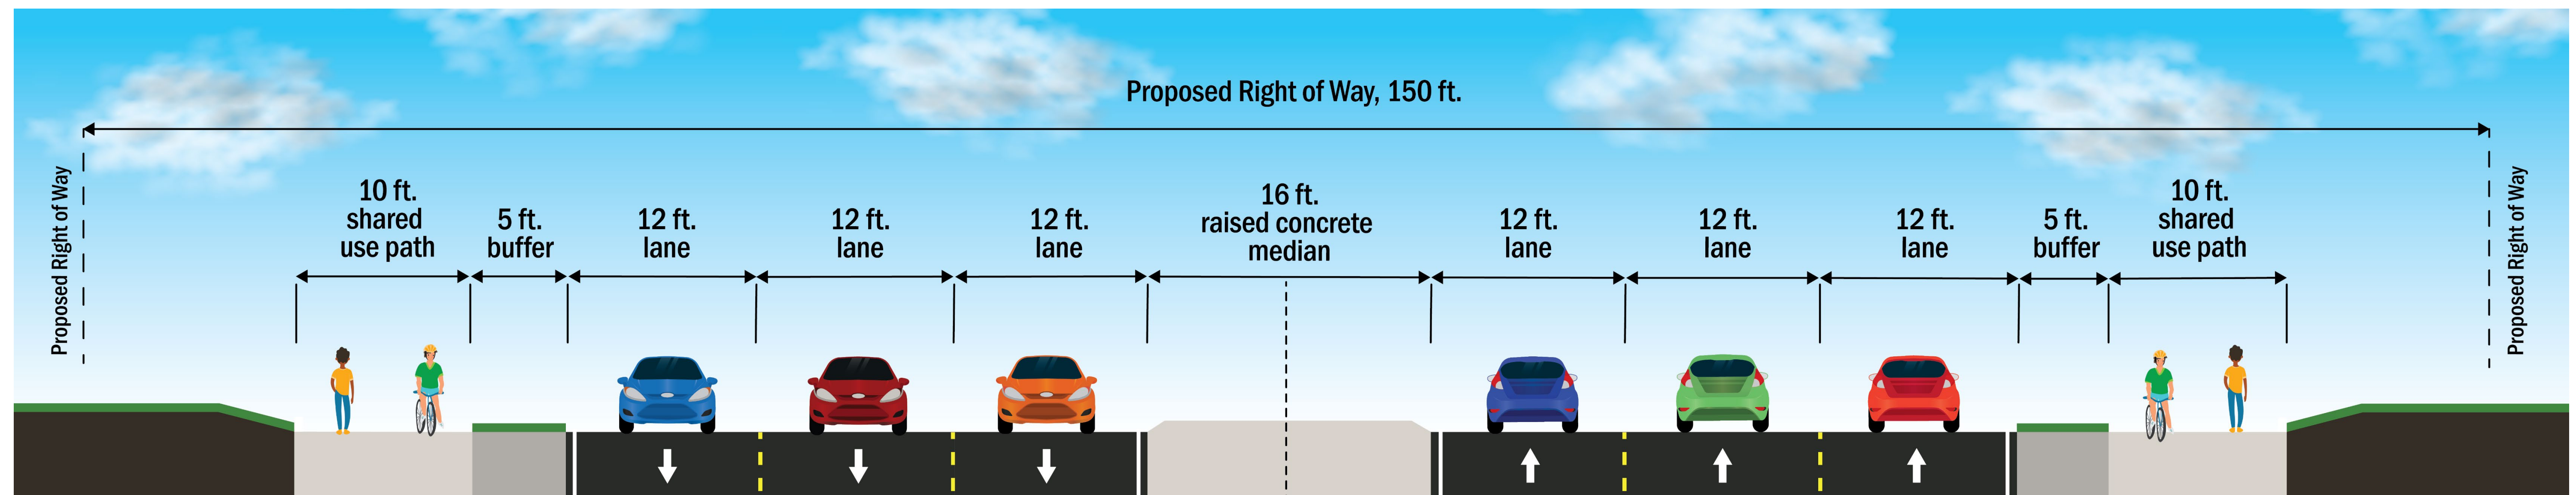 Proposed Right of Way, 150 ft.
Proposed Right of Way
10 ft.
shared
use path
5 ft.
buffer
12 ft.
lane
12 ft.
lane
12 ft.
lane
16 ft.
raised concrete
median
12 ft.
lane
12 ft.
lane
12 ft.
lane
5 ft.
buffer
10 ft.
shared
use path
Proposed Right of Way